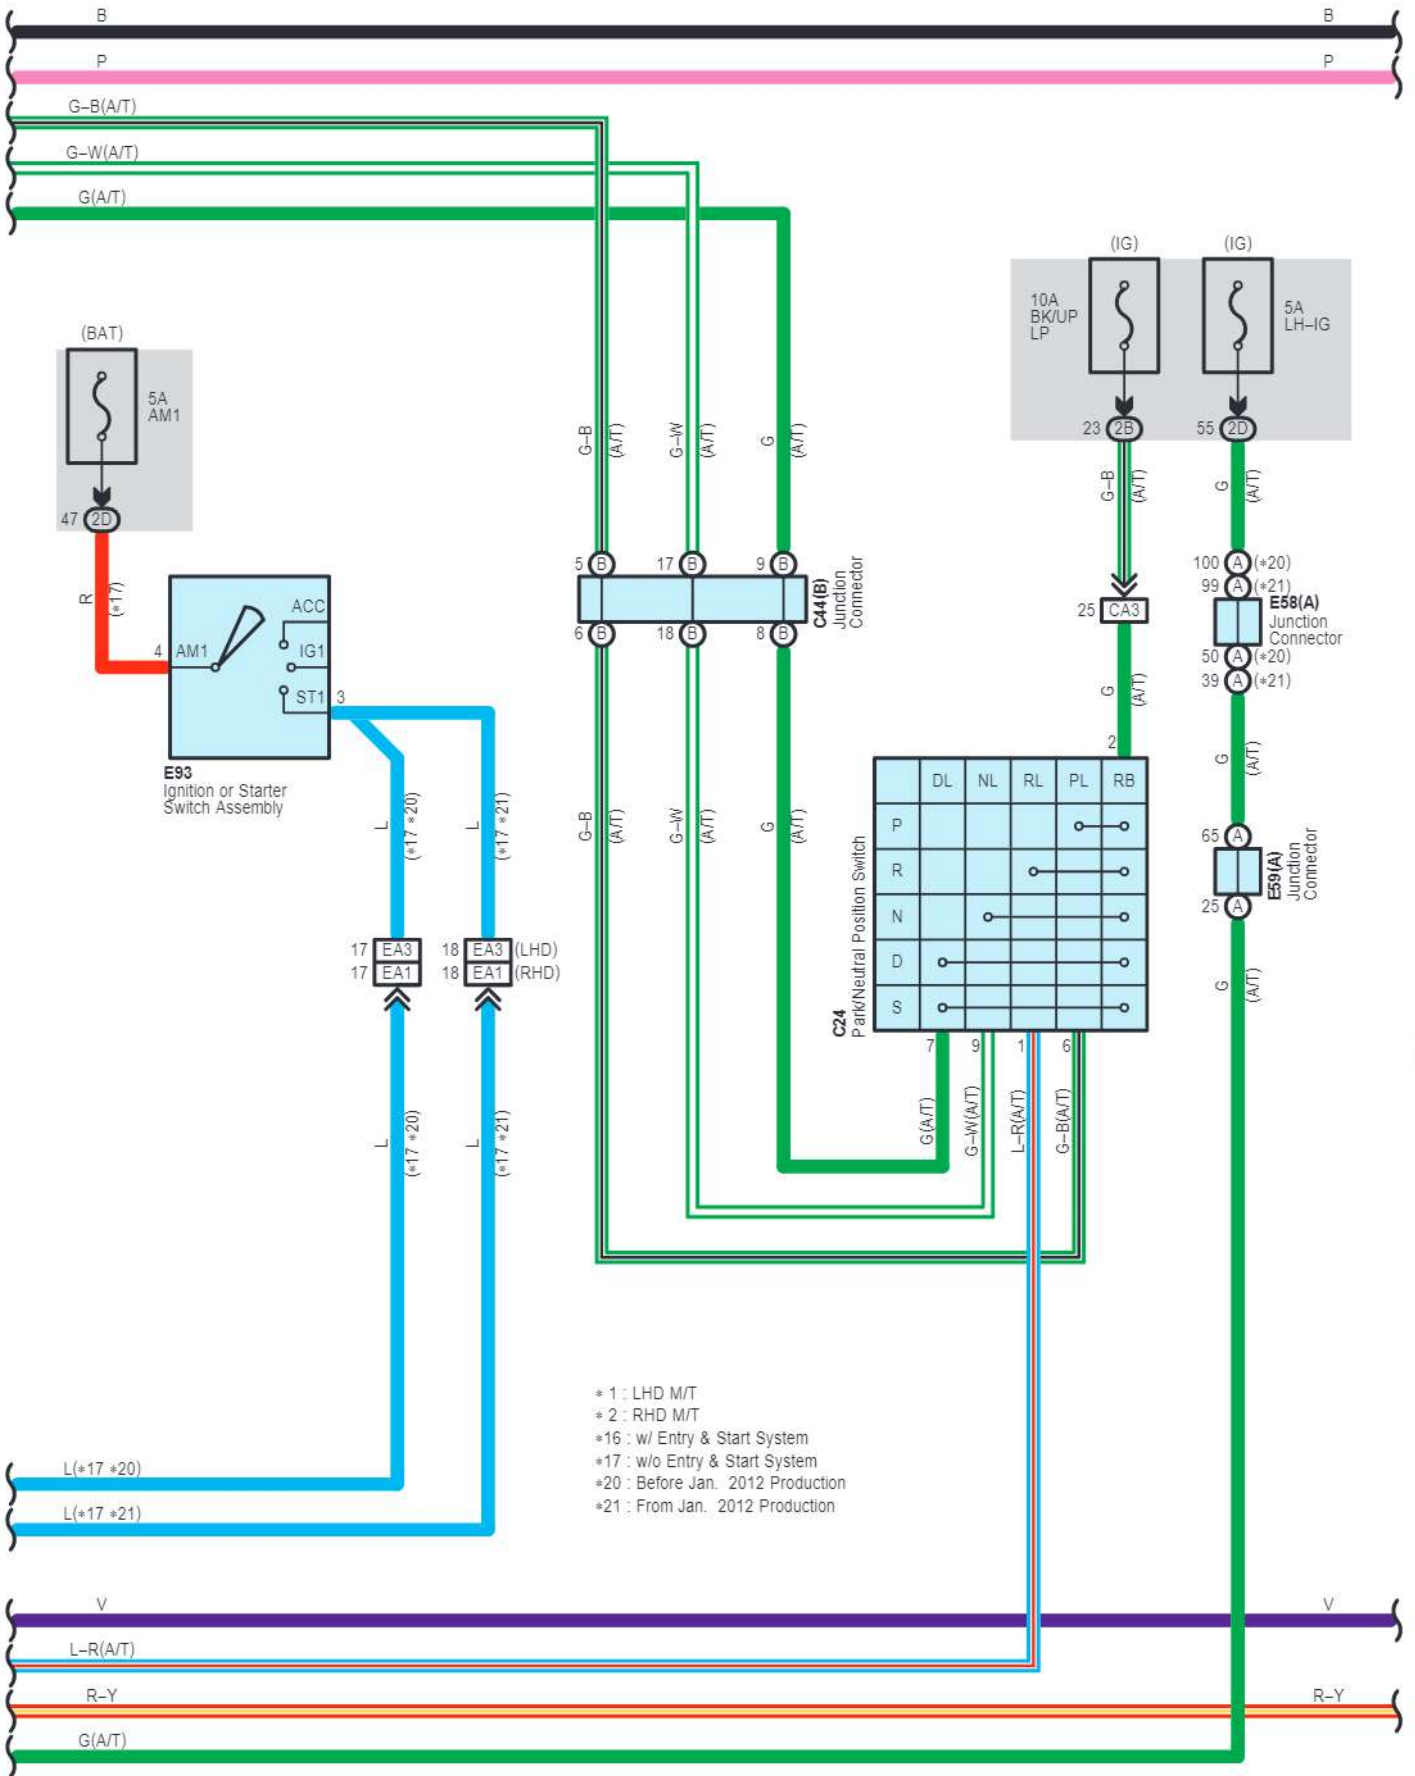 B
B
P
P
G–B(A/T)
G–W(A/T)
G(A/T)
(IG)
(IG)
10A
BK/UP
LP
5A
LH–IG
(BAT)
5A
AM1
23 2B
55 2D
47 2D
G–B
(A/T)
G–W
(A/T)
G
(A/T)
G–B
(A/T)
G
(A/T)
R
(*17)
5 B
17 B
9 B
C44(B)
Junction
Connector
6 B
18 B
8 B
100 A (*20)
99 A (*21)
E58(A)
Junction
Connector
50 A (*20)
39 A (*21)
25 CA3
G
(A/T)
4 AM1
ACC
IG1
ST1 3
E93
Ignition or Starter
Switch Assembly
L
(*17 *20)
L
(*17 *21)
G–B
(A/T)
G–W
(A/T)
G
(A/T)
2
G
(A/T)
DL NL RL PL RB
P
R
N
D
S
C24
Park/Neutral Position Switch
65 A
E59(A)
Junction
Connector
25 A
17 EA3
17 EA1
18 EA3 (LHD)
18 EA1 (RHD)
G
(A/T)
7 9 1 6
G(A/T)
G–W(A/T)
L–R(A/T)
G–B(A/T)
L
(*17 *20)
L
(*17 *21)
* 1 : LHD M/T
* 2 : RHD M/T
*16 : w/ Entry & Start System
*17 : w/o Entry & Start System
*20 : Before Jan. 2012 Production
*21 : From Jan. 2012 Production
L(*17 *20)
L(*17 *21)
V
V
L–R(A/T)
R–Y
R–Y
G(A/T)